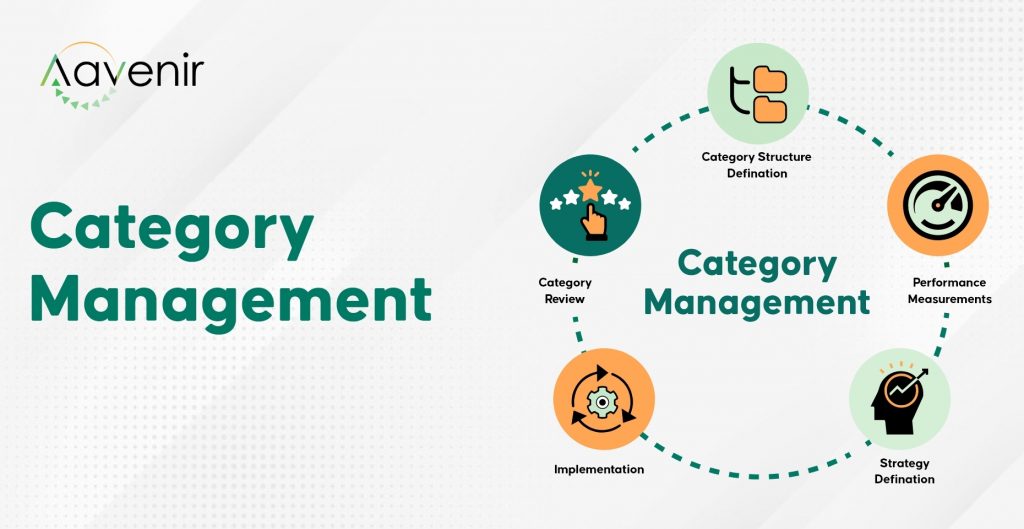 Aavenir
Category
Management
Category Structure
Defination
Performance
Measurements
Strategy
Defination
Implementation
Category
Review
Category
Management